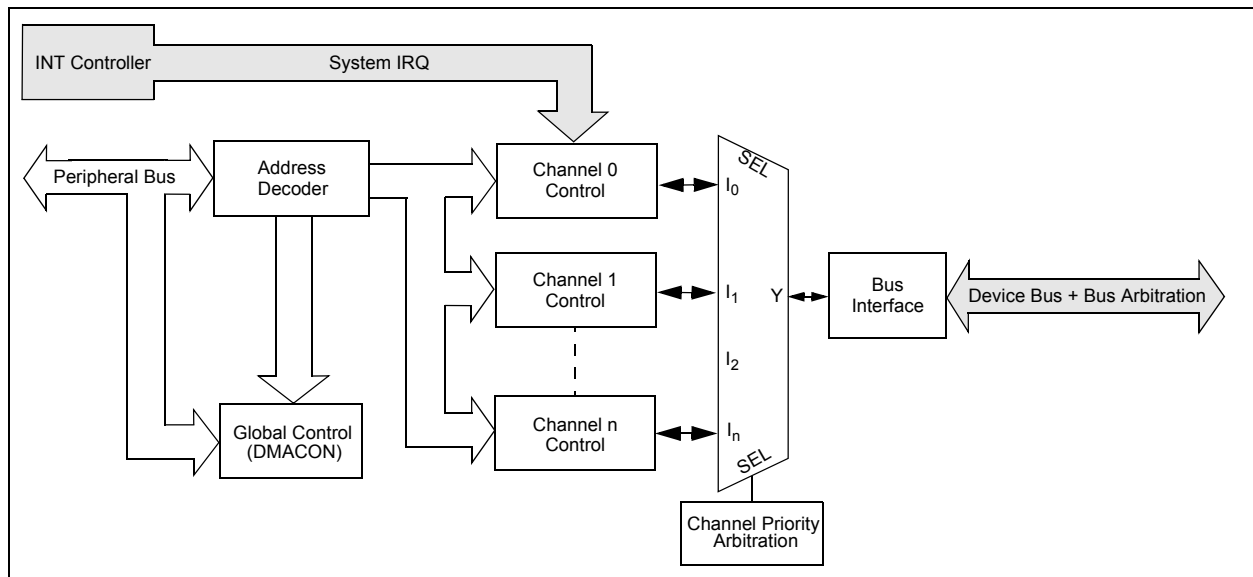 INT Controller
System IRQ
Peripheral Bus
Address
Decoder
Channel 0
Control
SEL
I0
Channel 1
Control
I1
Y
Bus
Interface
Device Bus + Bus Arbitration
I2
Global Control
(DMACON)
Channel n
Control
In
SEL
Channel Priority
Arbitration